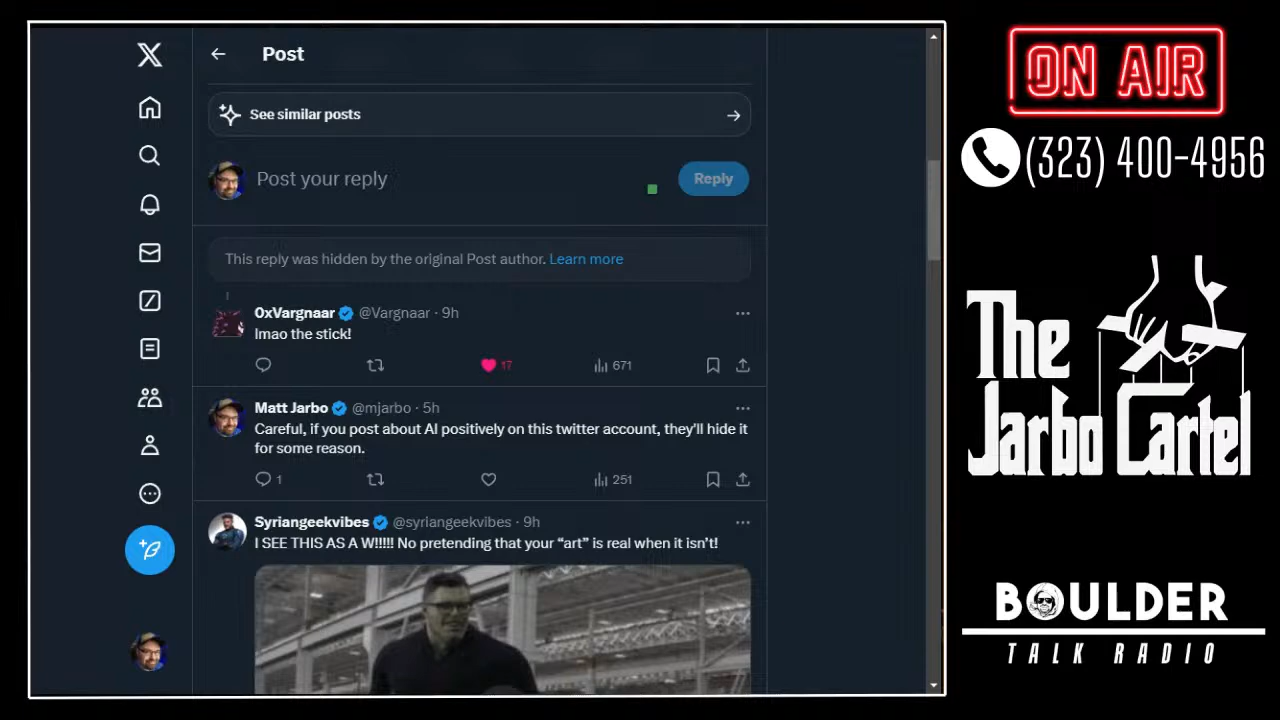 Post
See similar posts
Post your reply
Reply
This reply was hidden by the original Post author. Learn more
0xVargnaar @Vargnaar · 9h
lmao the stick!
17
671
Matt Jarbo @mjarbo · 5h
Careful, if you post about AI positively on this twitter account, they'll hide it
for some reason.
1
251
Syriangeekvibes @syriangeekvibes · 9h
I SEE THIS AS A W!!!!! No pretending that your “art” is real when it isn’t!
ON AIR
(323) 400-4956
The
Jarbo Cartel
BOULDER
TALK RADIO